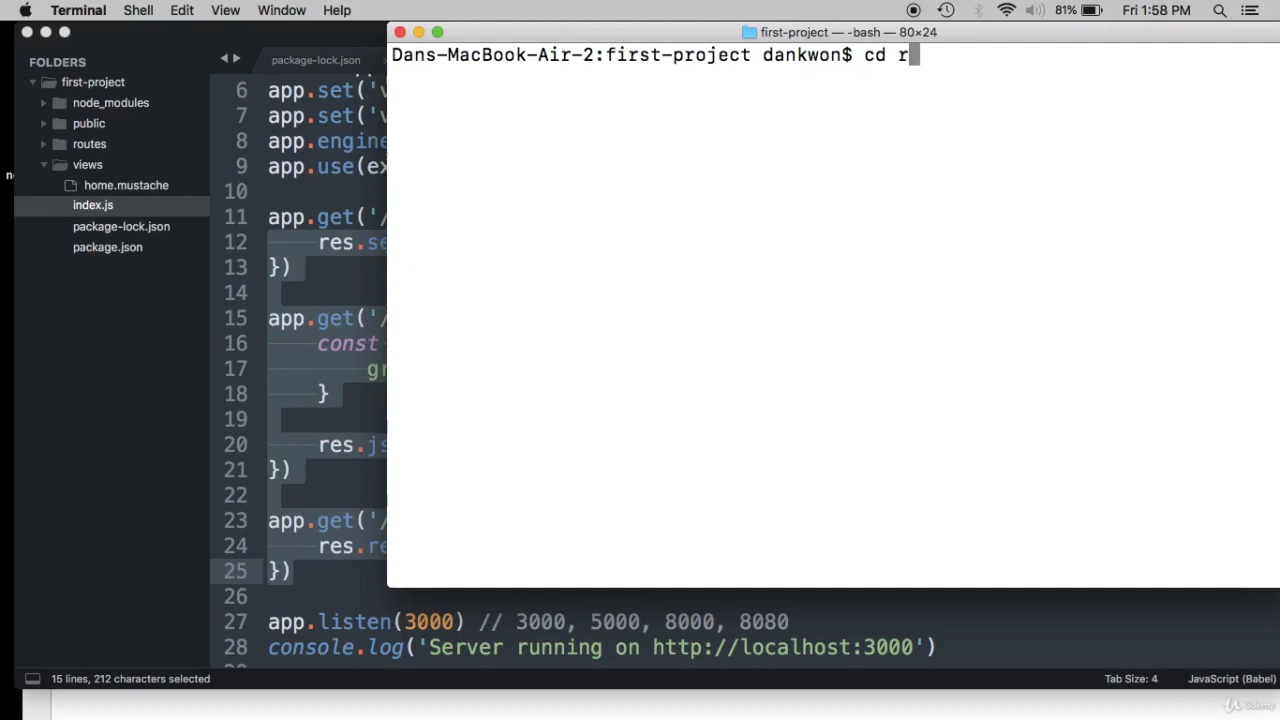 Terminal Shell Edit View Window Help 81% Fri 1:58 PM
first-project — -bash — 80×24
Dans-MacBook-Air-2:first-project dankwon$ cd r
FOLDERS
first-project
node_modules
public
routes
views
home.mustache
index.js
package-lock.json
package.json
package-lock.json
6 app.set('v
7 app.set('v
8 app.engine
9 app.use(ex
10
11 app.get('/
12 res.se
13 })
14
15 app.get('/
16 const
17 gr
18 }
19
20 res.js
21 })
22
23 app.get('/
24 res.re
25 })
26
27 app.listen(3000) // 3000, 5000, 8000, 8080
28 console.log('Server running on http://localhost:3000')
15 lines, 212 characters selected Tab Size: 4 JavaScript (Babel)
Udemy